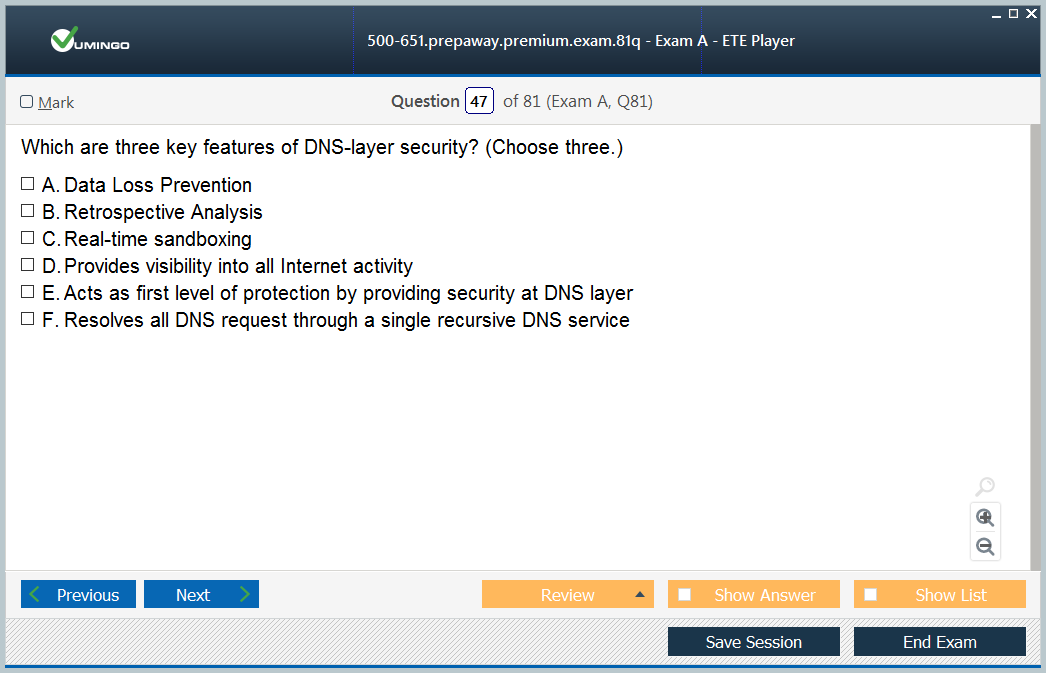 VUMINGO
500-651.prepaway.premium.exam.81q - Exam A - ETE Player
Mark
Question 47 of 81 (Exam A, Q81)
Which are three key features of DNS-layer security? (Choose three.)
A. Data Loss Prevention
B. Retrospective Analysis
C. Real-time sandboxing
D. Provides visibility into all Internet activity
E. Acts as first level of protection by providing security at DNS layer
F. Resolves all DNS request through a single recursive DNS service
Previous
Next
Review
Show Answer
Show List
Save Session
End Exam